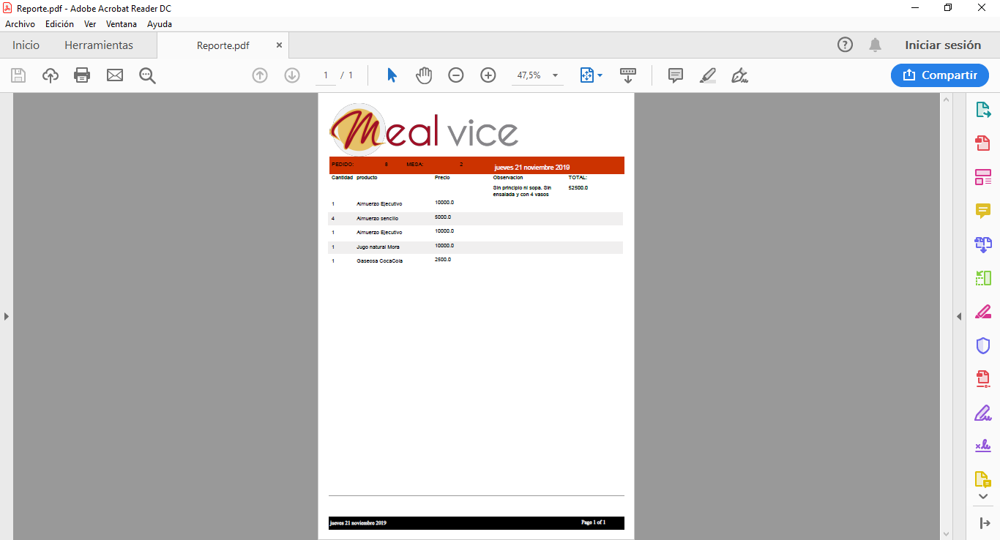 Reporte.pdf - Adobe Acrobat Reader DC
Archivo Edición Ver Ventana Ayuda
Inicio Herramientas Reporte.pdf Iniciar sesión
1 / 1 47,5% Compartir
Meal vice
PEDIDO: 9 MESA: 2 jueves 21 noviembre 2019
Cantidad producto Precio Observacion TOTAL:
Sin principio ni sopa. Sin 52500.0
ensalada y con 4 vasos
1 Almuerzo Ejecutivo 10000.0
4 Almuerzo sencillo 5000.0
1 Almuerzo Ejecutivo 10000.0
1 Jugo natural Mora 10000.0
1 Gaseosa CocaCola 2500.0
jueves 21 noviembre 2019 Page 1 of 1